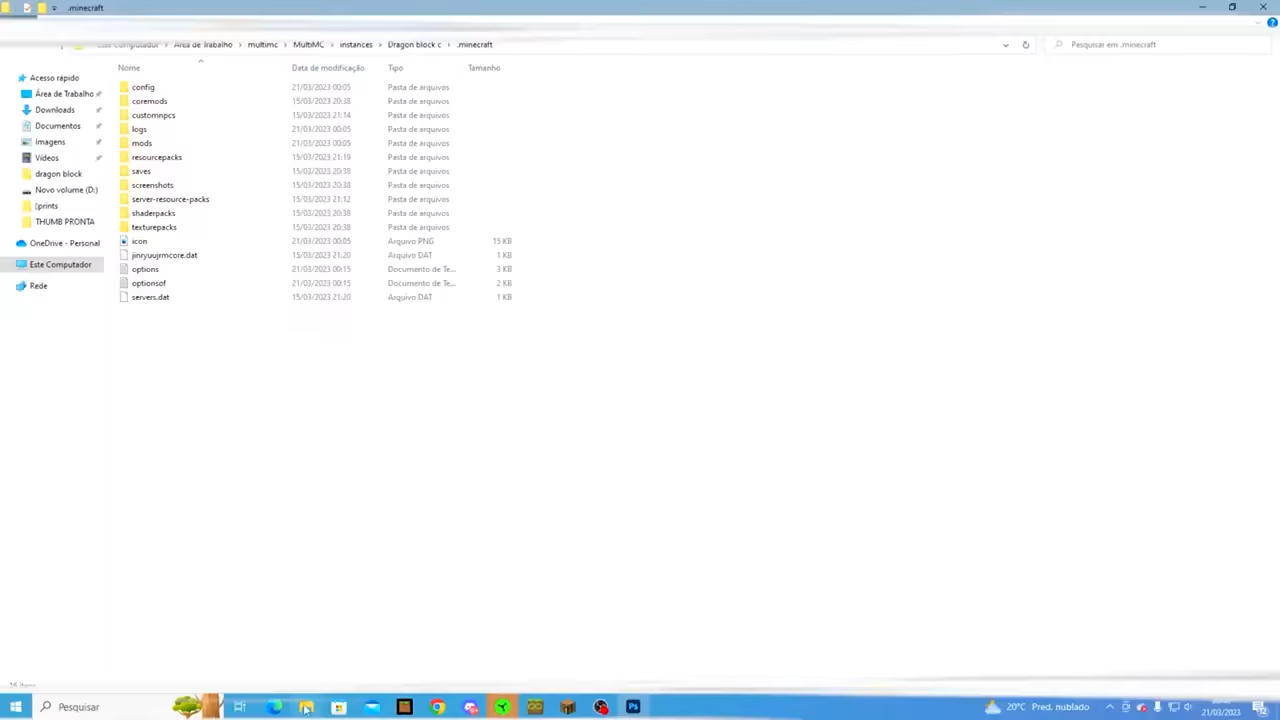 .minecraft
Este Computador › Área de Trabalho › multimc › MultiMC › instances › Dragon block c › .minecraft
Pesquisar em .minecraft
Nome Data de modificação Tipo Tamanho
Acesso rápido
Área de Trabalho
Downloads
Documentos
Imagens
Vídeos
dragon block
Novo volume (D:)
[prints
THUMB PRONTA
OneDrive - Personal
Este Computador
Rede
config 21/03/2023 00:05 Pasta de arquivos
coremods 15/03/2023 20:38 Pasta de arquivos
customnpcs 15/03/2023 21:14 Pasta de arquivos
logs 21/03/2023 00:05 Pasta de arquivos
mods 21/03/2023 00:05 Pasta de arquivos
resourcepacks 15/03/2023 21:19 Pasta de arquivos
saves 15/03/2023 20:38 Pasta de arquivos
screenshots 15/03/2023 20:38 Pasta de arquivos
server-resource-packs 15/03/2023 21:12 Pasta de arquivos
shaderpacks 15/03/2023 20:38 Pasta de arquivos
texturepacks 15/03/2023 20:38 Pasta de arquivos
icon 21/03/2023 00:05 Arquivo PNG 15 KB
jinryuujrmcore.dat 15/03/2023 21:20 Arquivo DAT 1 KB
options 21/03/2023 00:15 Documento de Te... 3 KB
optionsof 21/03/2023 00:15 Documento de Te... 2 KB
servers.dat 15/03/2023 21:20 Arquivo DAT 1 KB
16 itens
Pesquisar
20°C Pred. nublado
21/03/2023